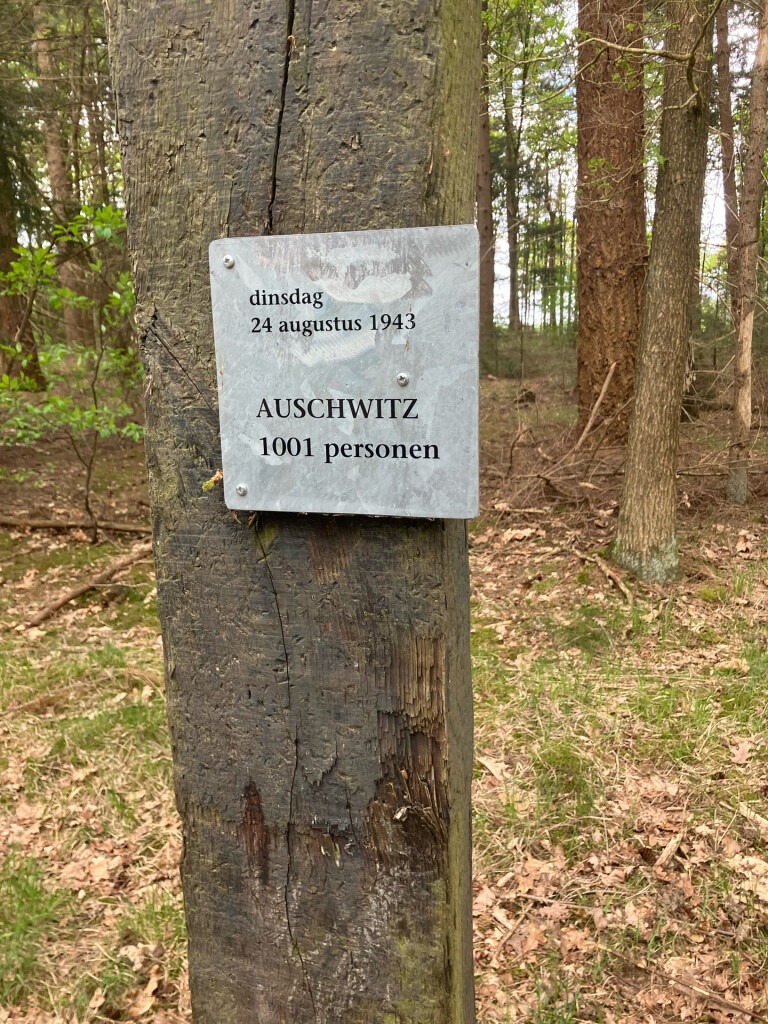 dinsdag
24 augustus 1943
AUSCHWITZ
1001 personen